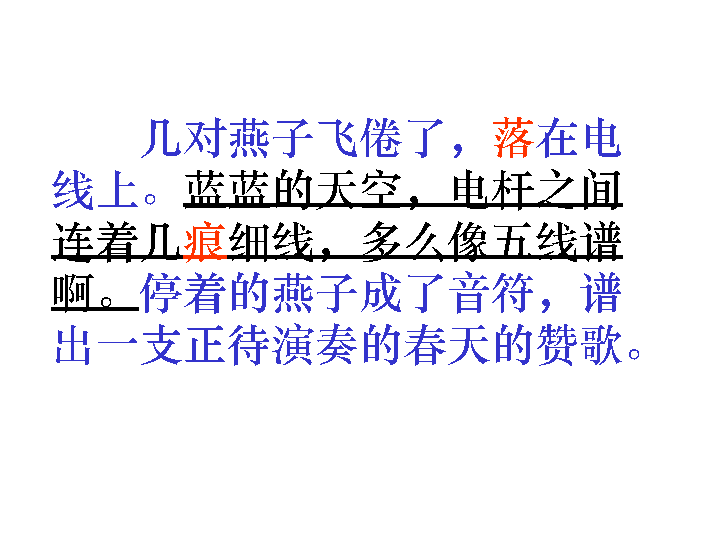 几对燕子飞倦了，落在电
线上。蓝蓝的天空，电杆之间
连着几痕细线，多么像五线谱
啊。停着的燕子成了音符，谱
出一支正待演奏的春天的赞歌。